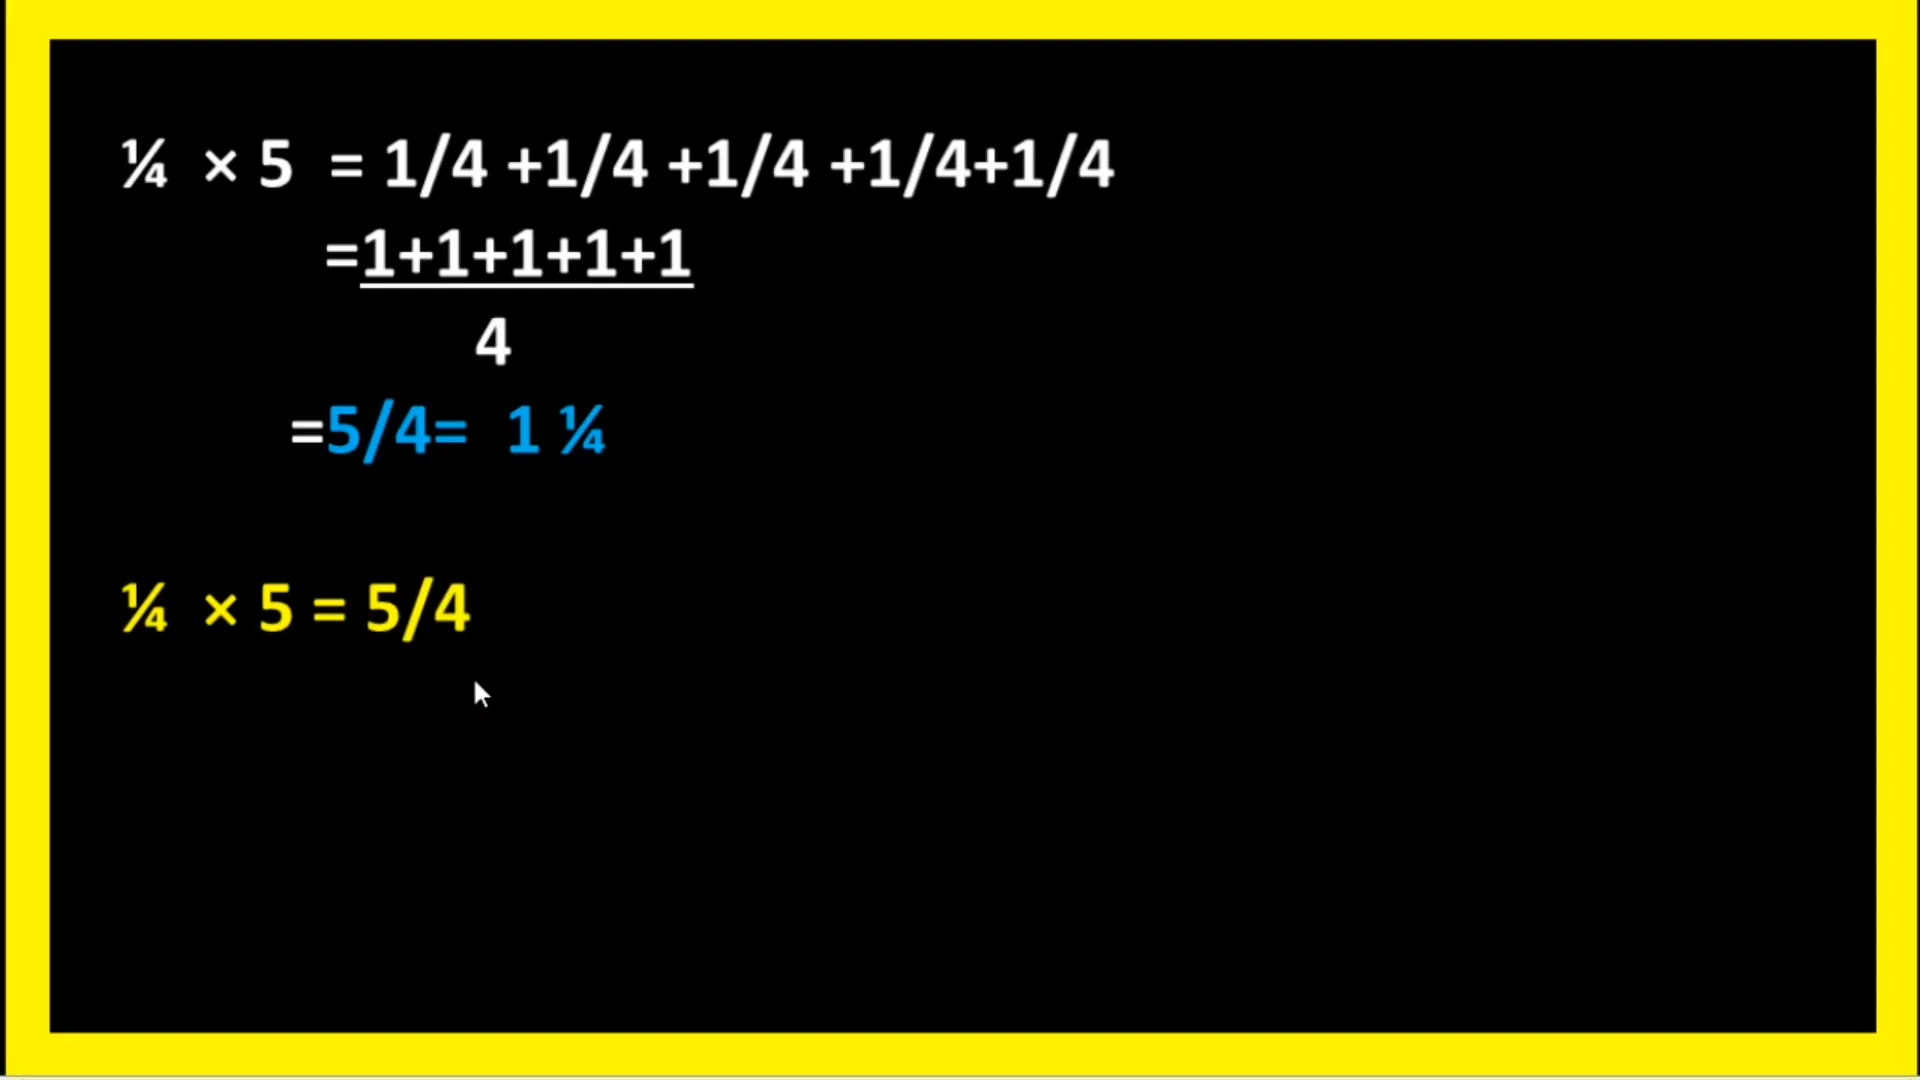 ¼ × 5 = 1/4 +1/4 +1/4 +1/4+1/4
=1+1+1+1+1
4
=5/4= 1 ¼
¼ × 5 = 5/4